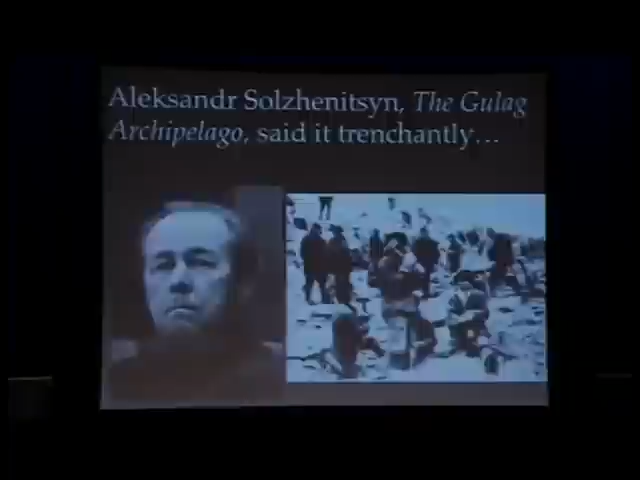 Aleksandr Solzhenitsyn, The Gulag
Archipelago, said it trenchantly...